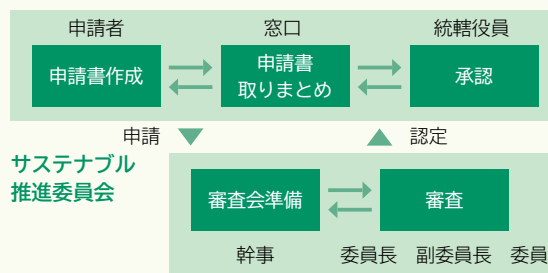 申請者
窓口
統轄役員
申請書作成
申請書
取りまとめ
承認
申請
認定
サステナブル
推進委員会
審査会準備
審査
幹事
委員長
副委員長
委員